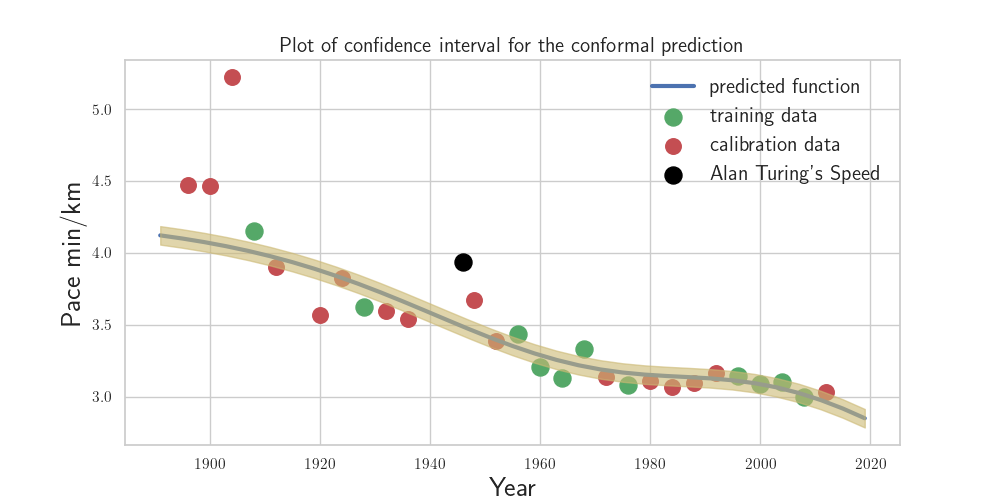 Plot of confidence interval for the conformal prediction
predicted function
training data
calibration data
Alan Turing's Speed
Pace min/km
5.0
4.5
4.0
3.5
3.0
1900 1920 1940 1960 1980 2000 2020
Year